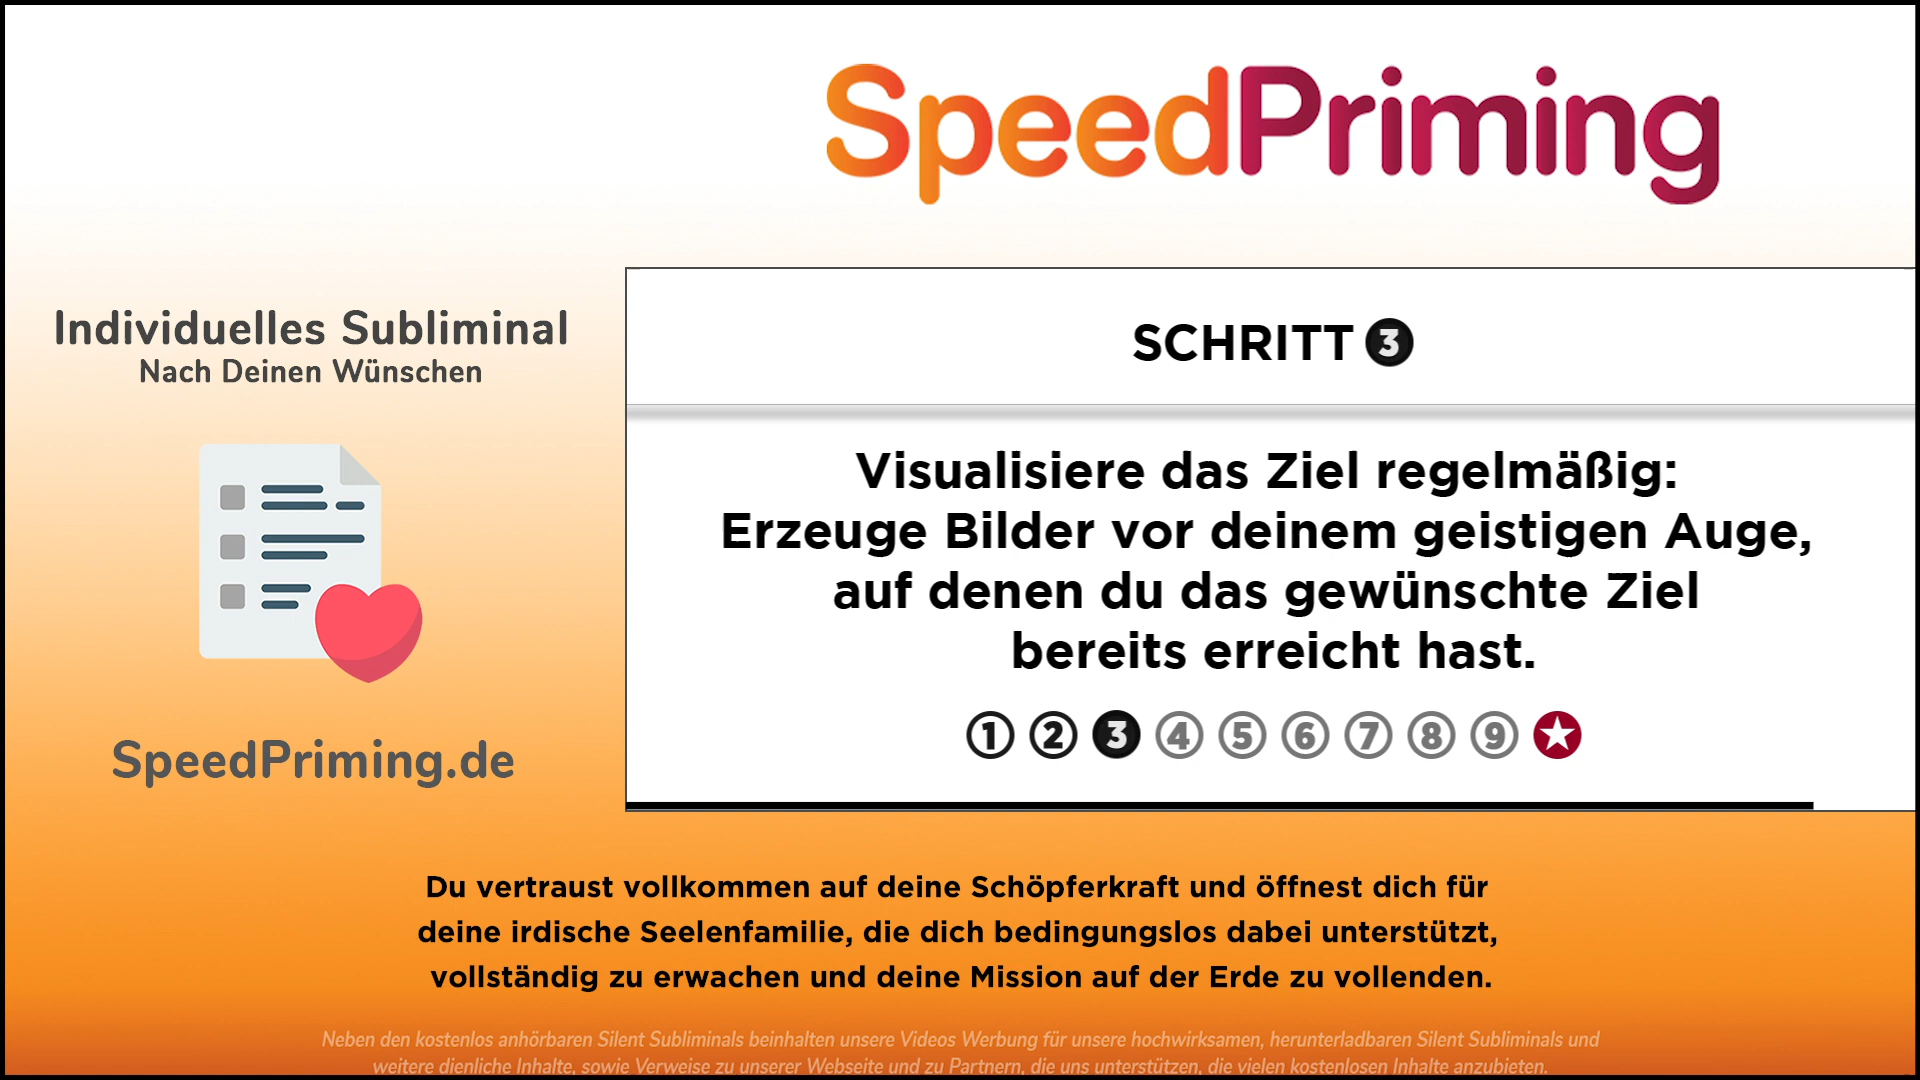 SpeedPriming
Individuelles Subliminal
Nach Deinen Wünschen
SpeedPriming.de
SCHRITT 3
Visualisiere das Ziel regelmäßig:
Erzeuge Bilder vor deinem geistigen Auge,
auf denen du das gewünschte Ziel
bereits erreicht hast.
1 2 3 4 5 6 7 8 9
Du vertraust vollkommen auf deine Schöpferkraft und öffnest dich für
deine irdische Seelenfamilie, die dich bedingungslos dabei unterstützt,
vollständig zu erwachen und deine Mission auf der Erde zu vollenden.
Neben den kostenlos anhörbaren Silent Subliminals beinhalten unsere Videos Werbung für unsere hochwirksamen, herunterladbaren Silent Subliminals und
weitere dienliche Inhalte, sowie Verweise zu unserer Webseite und zu Partnern, die uns unterstützen, die vielen kostenlosen Inhalte anzubieten.